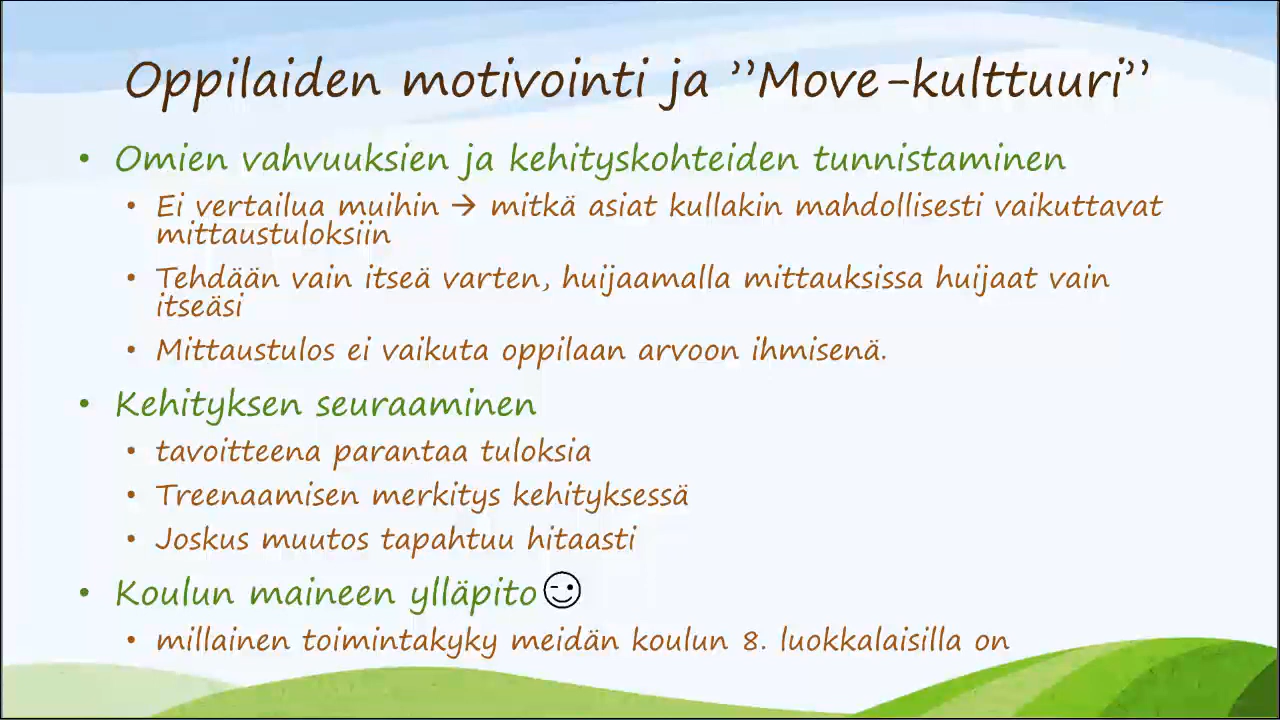 Oppilaiden motivointi ja ”Move-kulttuuri”
• Omien vahvuuksien ja kehityskohteiden tunnistaminen
• Ei vertailua muihin → mitkä asiat kullakin mahdollisesti vaikuttavat
mittaustuloksiin
• Tehdään vain itseä varten, huijaamalla mittauksissa huijaat vain
itseäsi
• Mittaustulos ei vaikuta oppilaan arvoon ihmisenä.
• Kehityksen seuraaminen
• tavoitteena parantaa tuloksia
• Treenaamisen merkitys kehityksessä
• Joskus muutos tapahtuu hitaasti
• Koulun maineen ylläpito😉
• millainen toimintakyky meidän koulun 8. luokkalaisilla on